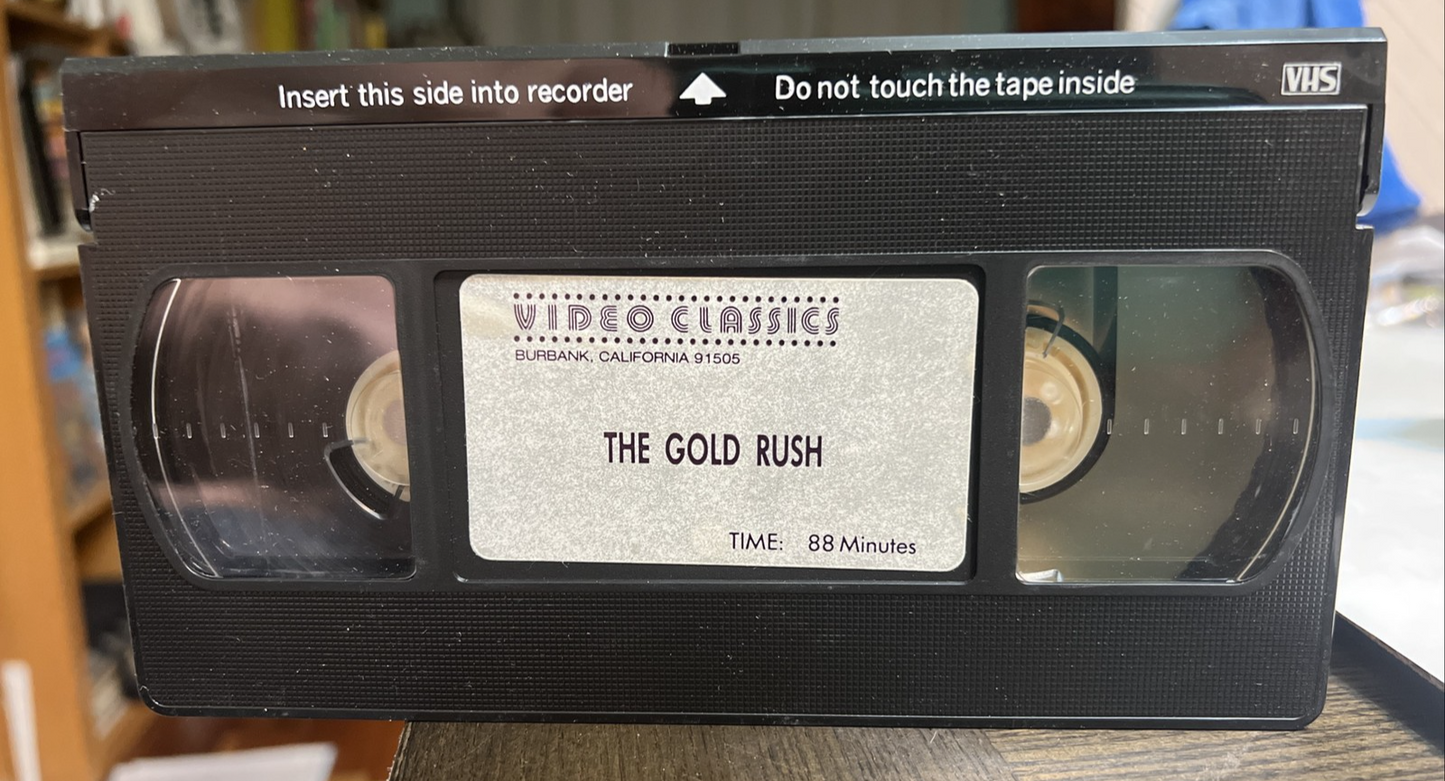 Insert this side into recorder Do not touch the tape inside VHS
VIDEO CLASSICS
BURBANK, CALIFORNIA 91505
THE GOLD RUSH
TIME: 88 Minutes